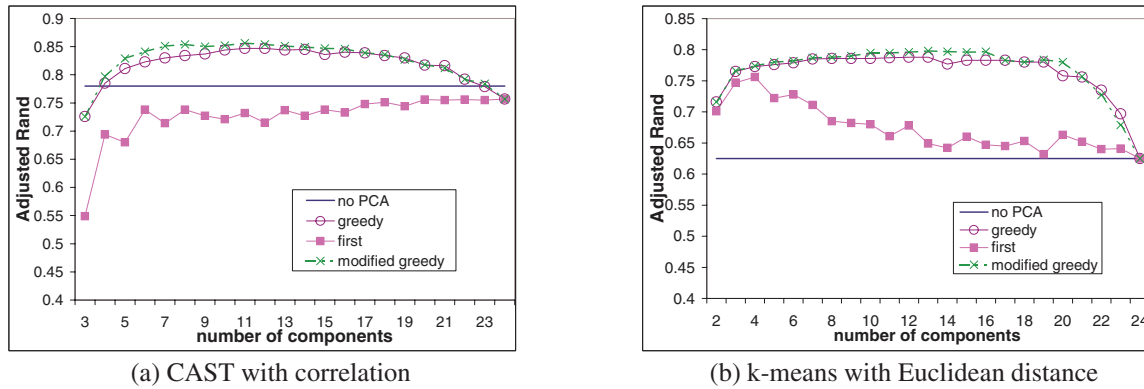 0.9
0.85
0.8
0.75
0.7
0.65
0.6
0.55
0.5
0.45
0.4
Adjusted Rand
no PCA
greedy
first
modified greedy
3 5 7 9 11 13 15 17 19 21 23
number of components
(a) CAST with correlation
0.85
0.8
0.75
0.7
0.65
0.6
0.55
0.5
0.45
0.4
Adjusted Rand
no PCA
greedy
first
modified greedy
2 4 6 8 10 12 14 16 18 20 22 24
number of components
(b) k-means with Euclidean distance